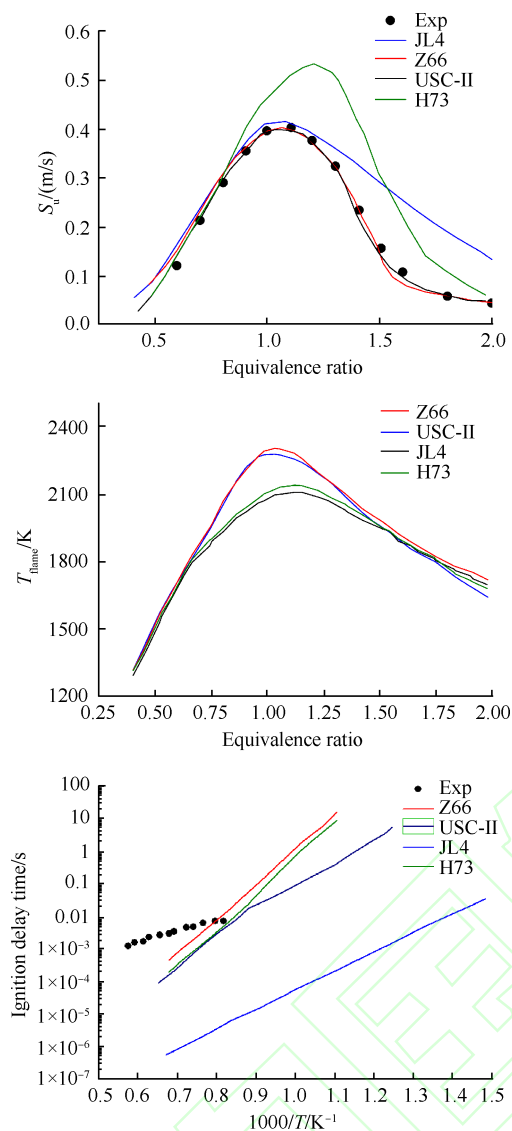 Exp
JL4
Z66
USC-II
H73
0.6
0.5
0.4
0.3
0.2
0.1
0.0
Su/(m/s)
0.5
1.0
1.5
2.0
Equivalence ratio
Z66
USC-II
JL4
H73
2400
2100
1800
1500
1200
Tflame/K
0.25
0.50
0.75
1.00
1.25
1.50
1.75
2.00
Equivalence ratio
Exp
Z66
USC-II
JL4
H73
100
10
1
0.1
0.01
1×10⁻³
1×10⁻⁴
1×10⁻⁵
1×10⁻⁶
1×10⁻⁷
Ignition delay time/s
0.5
0.6
0.7
0.8
0.9
1.0
1.1
1.2
1.3
1.4
1.5
1000/T/K⁻¹